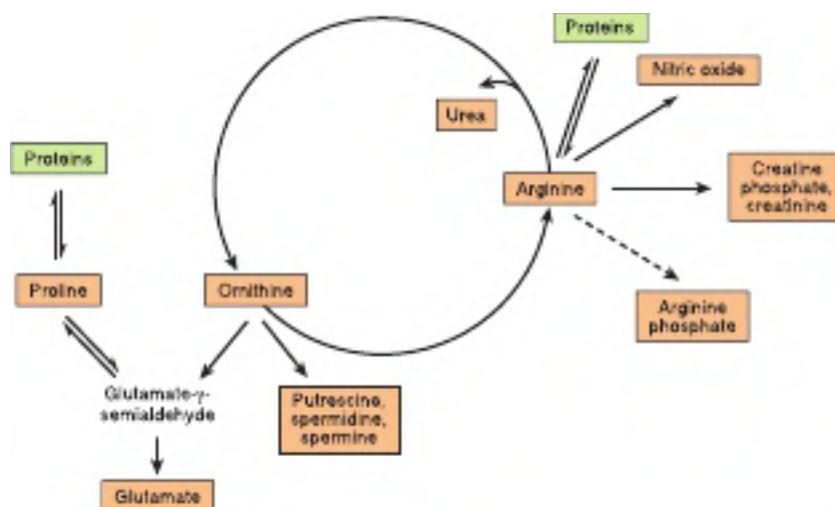 Proteins
Nitric oxide
Urea
Proteins
Arginine
Creatine
phosphate,
creatinine
Proline
Ornithine
Arginine
phosphate
Glutamate-γ-
semialdehyde
Putrescine,
spermidine,
spermine
Glutamate